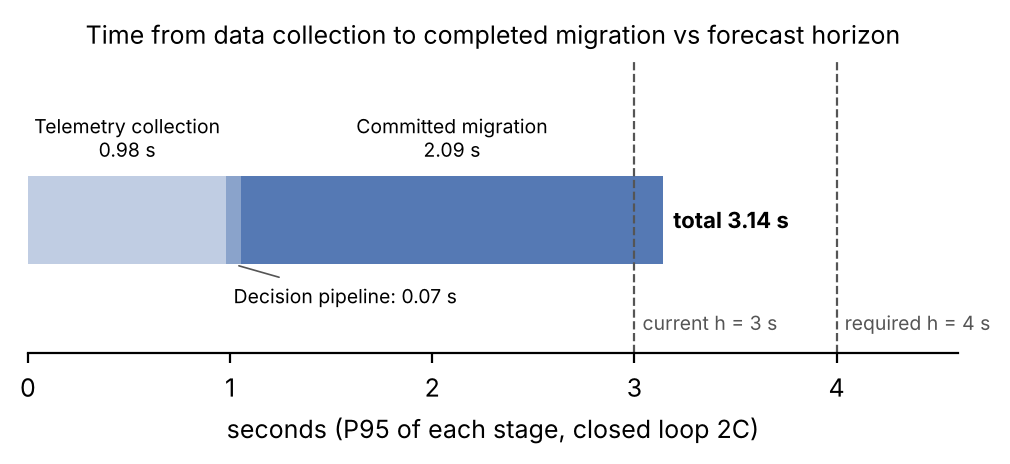 Time from data collection to completed migration vs forecast horizon
Telemetry collection
0.98 s
Committed migration
2.09 s
total 3.14 s
Decision pipeline: 0.07 s
current h = 3 s
required h = 4 s
0 1 2 3 4
seconds (P95 of each stage, closed loop 2C)